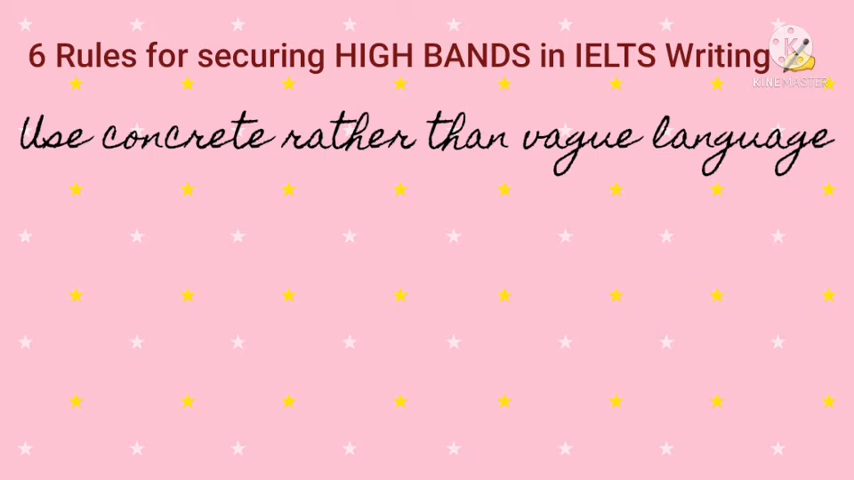 6 Rules for securing HIGH BANDS in IELTS Writing
KINEMASTER
Use concrete rather than vague language